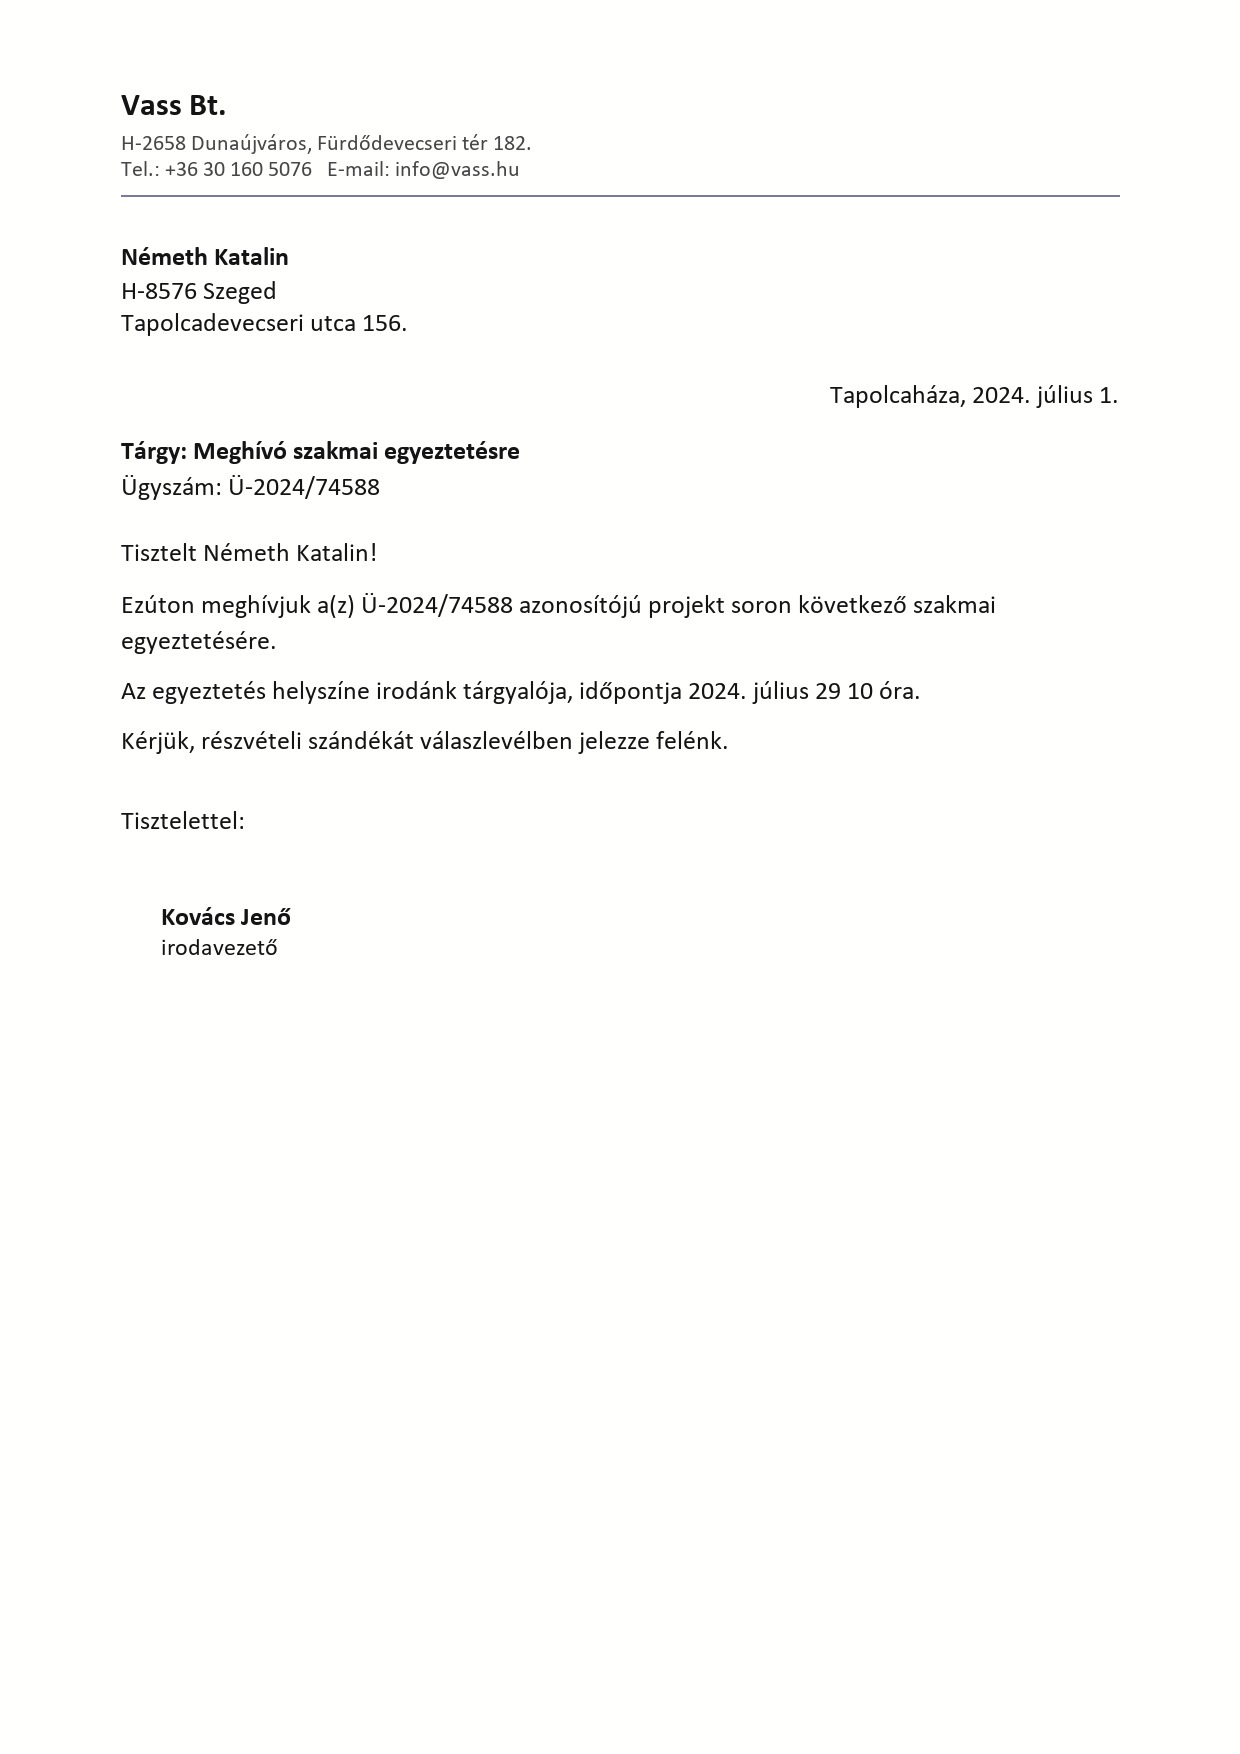 Vass Bt.
H-2658 Dunaújváros, Fürdődevecseri tér 182.
Tel.: +36 30 160 5076   E-mail: info@vass.hu
Németh Katalin
H-8576 Szeged
Tapolcadevecseri utca 156.
Tapolcaháza, 2024. július 1.
Tárgy: Meghívó szakmai egyeztetésre
Ügyszám: Ü-2024/74588
Tisztelt Németh Katalin!
Ezúton meghívjuk a(z) Ü-2024/74588 azonosítójú projekt soron következő szakmai
egyeztetésére.
Az egyeztetés helyszíne irodánk tárgyalója, időpontja 2024. július 29 10 óra.
Kérjük, részvételi szándékát válaszlevélben jelezze felénk.
Tisztelettel:
Kovács Jenő
irodavezető